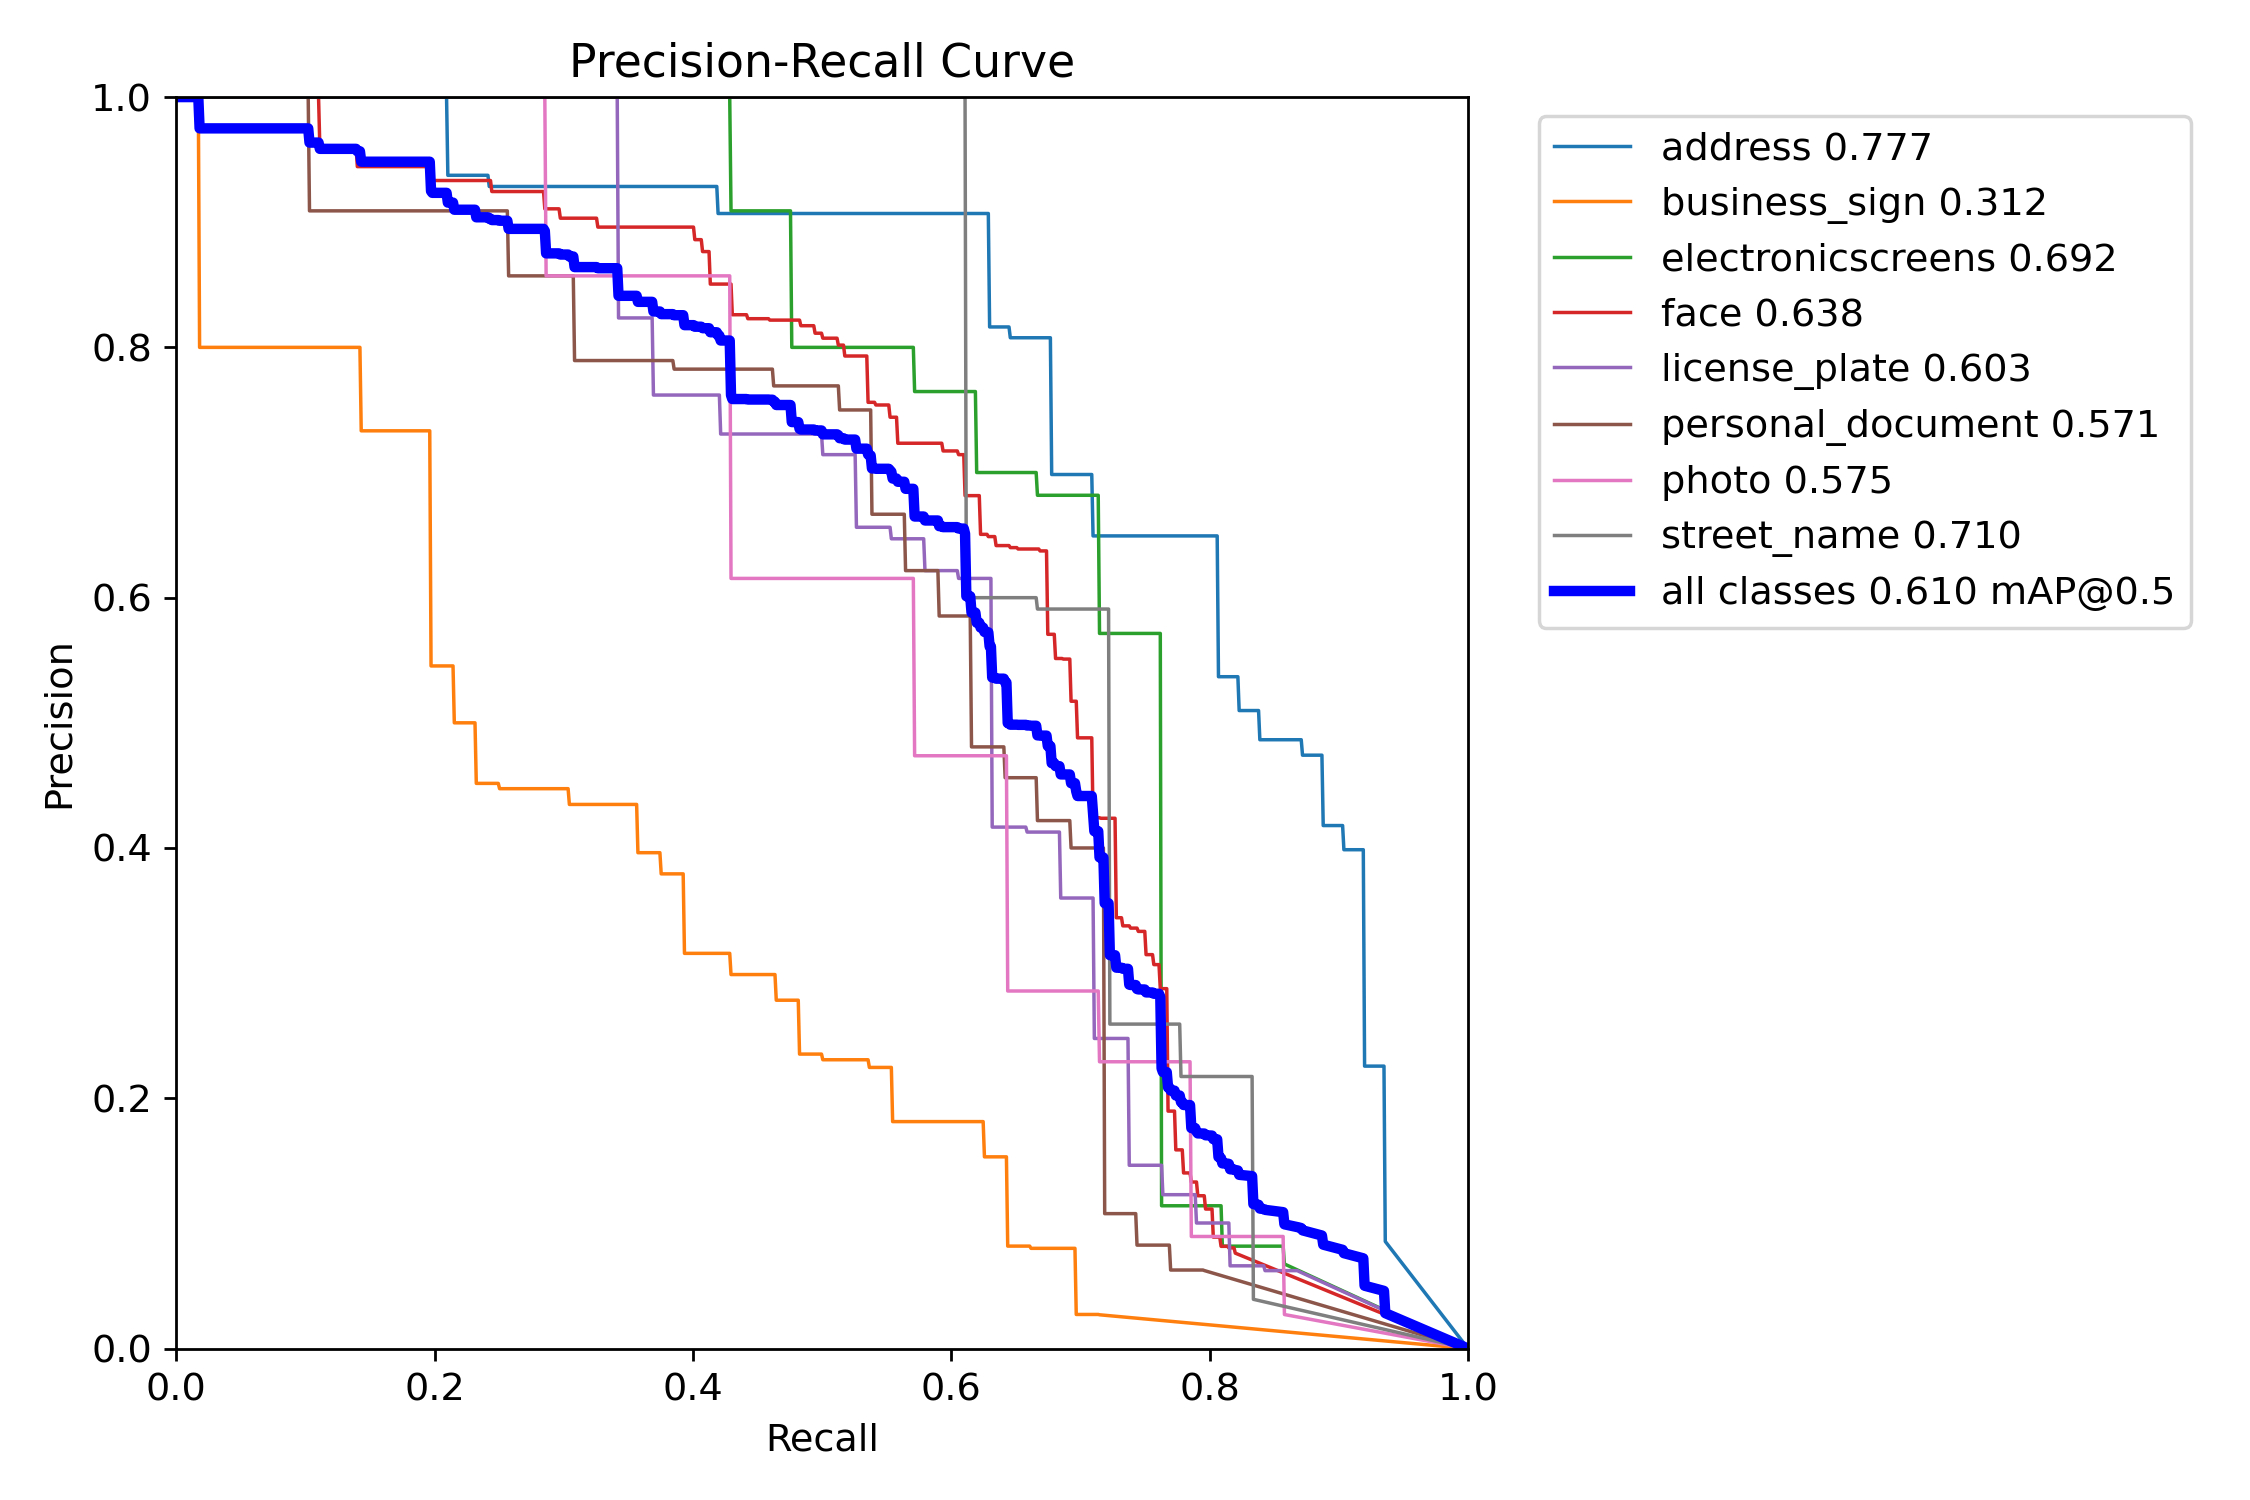 Precision-Recall Curve
1.0
0.8
0.6
0.4
0.2
0.0
Precision
0.0 0.2 0.4 0.6 0.8 1.0
Recall
address 0.777
business_sign 0.312
electronicscreens 0.692
face 0.638
license_plate 0.603
personal_document 0.571
photo 0.575
street_name 0.710
all classes 0.610 mAP@0.5